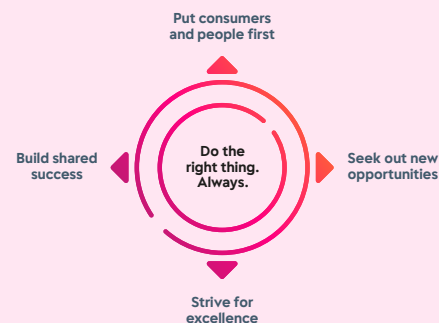 Put consumers
and people first
Build shared
success
Do the
right thing.
Always.
Seek out new
opportunities
Strive for
excellence